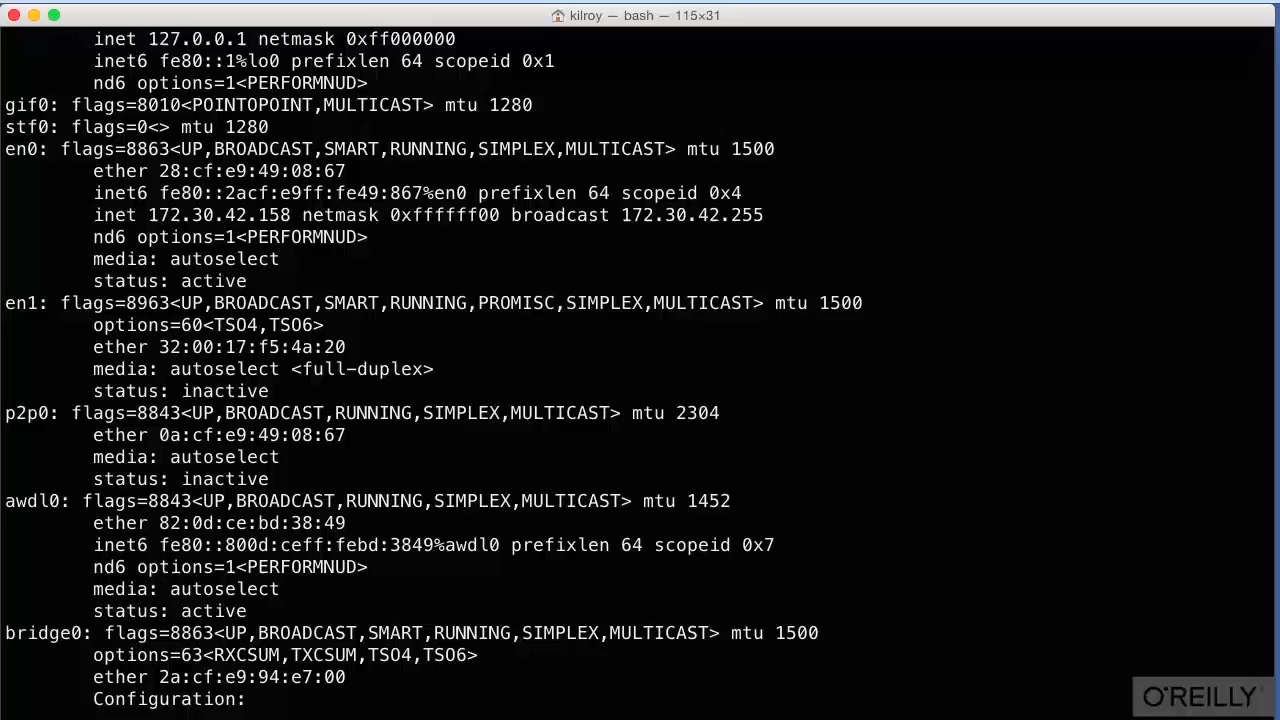 kilroy — bash — 115×31
inet 127.0.0.1 netmask 0xff000000
inet6 fe80::1%lo0 prefixlen 64 scopeid 0x1
nd6 options=1<PERFORMNUD>
gif0: flags=8010<POINTOPOINT,MULTICAST> mtu 1280
stf0: flags=0<> mtu 1280
en0: flags=8863<UP,BROADCAST,SMART,RUNNING,SIMPLEX,MULTICAST> mtu 1500
ether 28:cf:e9:49:08:67
inet6 fe80::2acf:e9ff:fe49:867%en0 prefixlen 64 scopeid 0x4
inet 172.30.42.158 netmask 0xffffff00 broadcast 172.30.42.255
nd6 options=1<PERFORMNUD>
media: autoselect
status: active
en1: flags=8963<UP,BROADCAST,SMART,RUNNING,PROMISC,SIMPLEX,MULTICAST> mtu 1500
options=60<TSO4,TSO6>
ether 32:00:17:f5:4a:20
media: autoselect <full-duplex>
status: inactive
p2p0: flags=8843<UP,BROADCAST,RUNNING,SIMPLEX,MULTICAST> mtu 2304
ether 0a:cf:e9:49:08:67
media: autoselect
status: inactive
awdl0: flags=8843<UP,BROADCAST,RUNNING,SIMPLEX,MULTICAST> mtu 1452
ether 82:0d:ce:bd:38:49
inet6 fe80::800d:ceff:febd:3849%awdl0 prefixlen 64 scopeid 0x7
nd6 options=1<PERFORMNUD>
media: autoselect
status: active
bridge0: flags=8863<UP,BROADCAST,SMART,RUNNING,SIMPLEX,MULTICAST> mtu 1500
options=63<RXCSUM,TXCSUM,TSO4,TSO6>
ether 2a:cf:e9:94:e7:00
Configuration:
O'REILLY